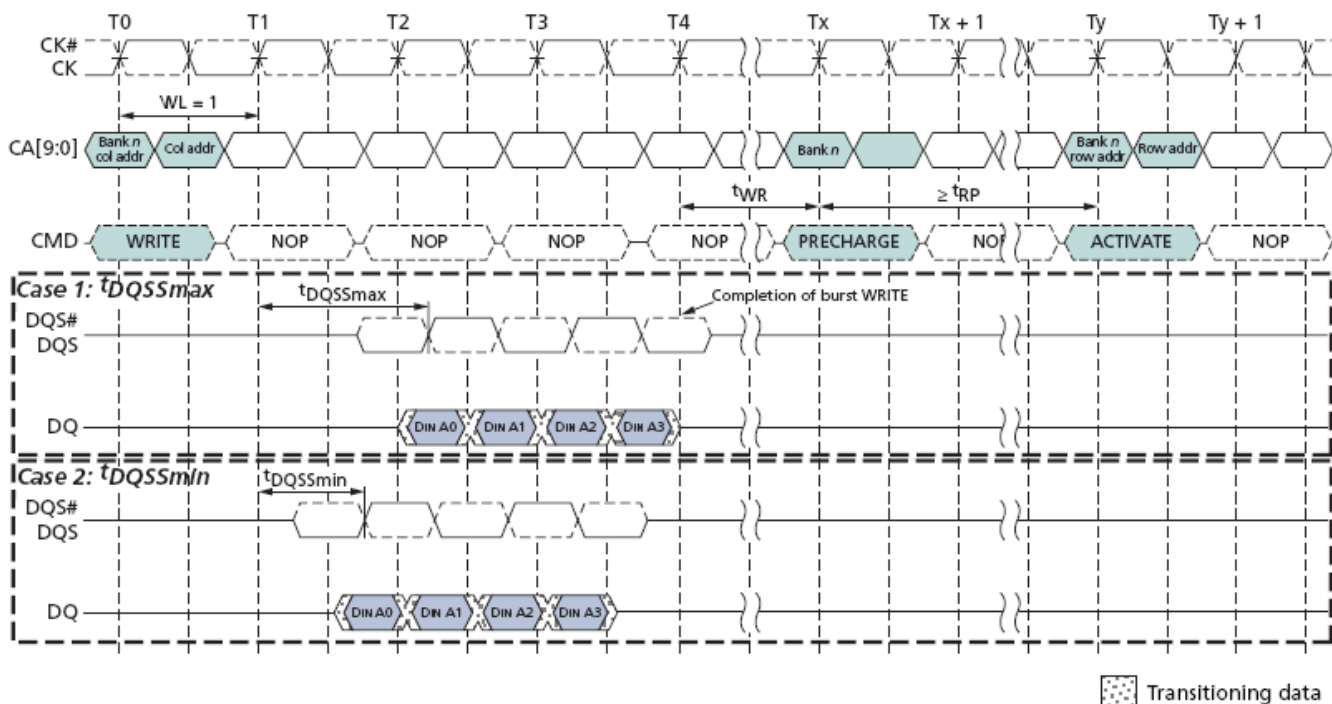 T0 T1 T2 T3 T4 Tx Tx + 1 Ty Ty + 1
CK#
CK
WL = 1
CA[9:0] Bank n col addr Col addr Bank n Bank n row addr Row addr
tWR ≥ tRP
CMD WRITE NOP NOP NOP NOP PRECHARGE NOP ACTIVATE NOP
Case 1: tDQSSmax
tDQSSmax
Completion of burst WRITE
DQS#
DQS
DQ DIN A0 DIN A1 DIN A2 DIN A3
Case 2: tDQSSmin
tDQSSmin
DQS#
DQS
DQ DIN A0 DIN A1 DIN A2 DIN A3
Transitioning data